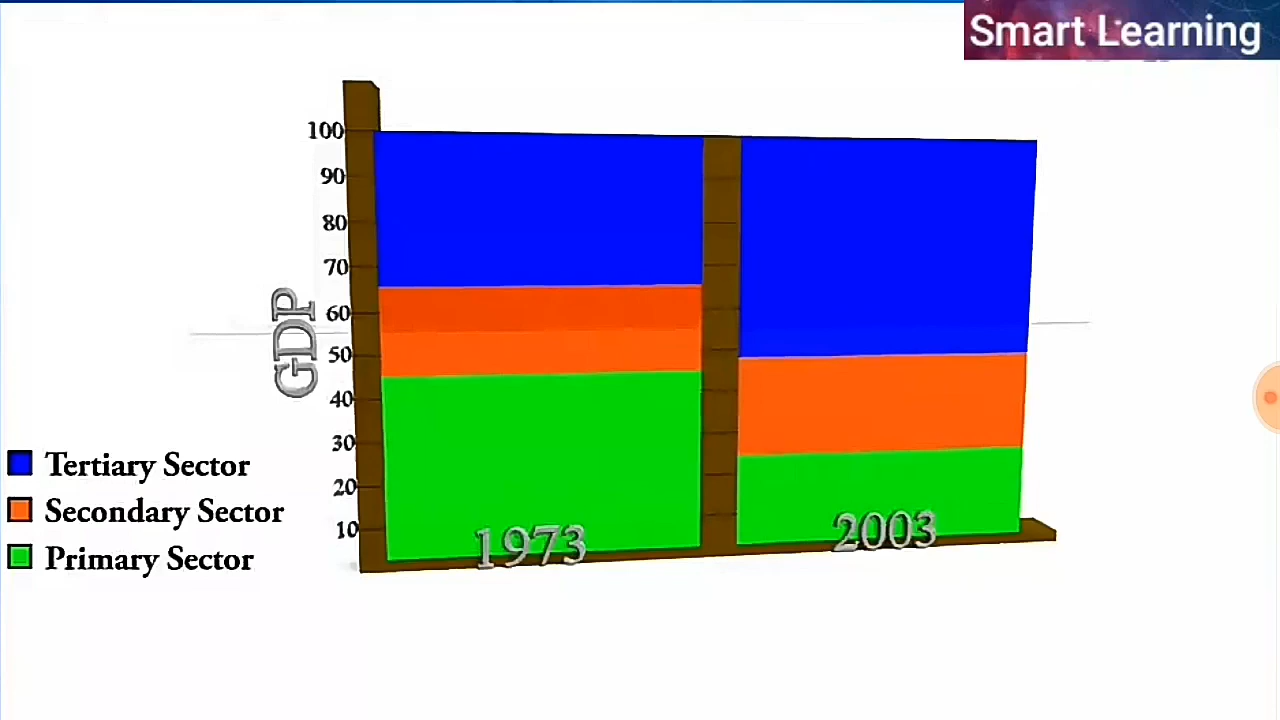 Smart Learning
100
90
80
70
60
50
40
30
20
10
GDP
Tertiary Sector
Secondary Sector
Primary Sector
1973
2003